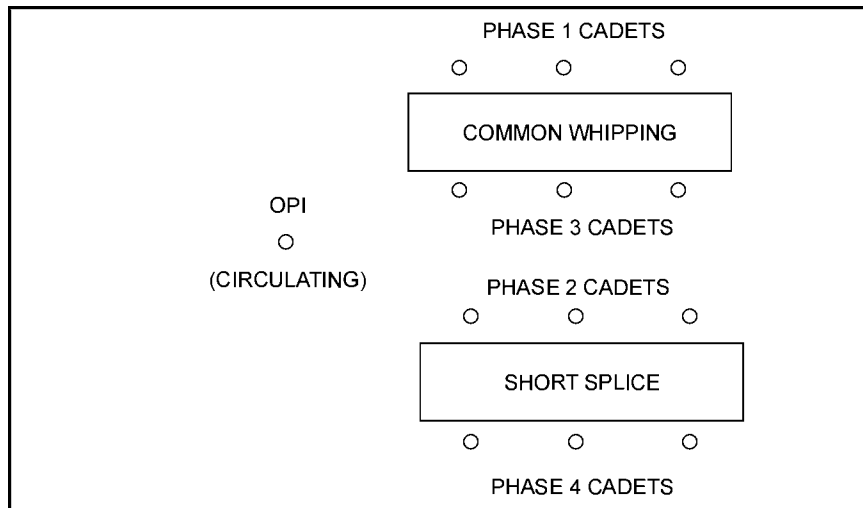 PHASE 1 CADETS
COMMON WHIPPING
PHASE 3 CADETS
OPI
(CIRCULATING)
PHASE 2 CADETS
SHORT SPLICE
PHASE 4 CADETS